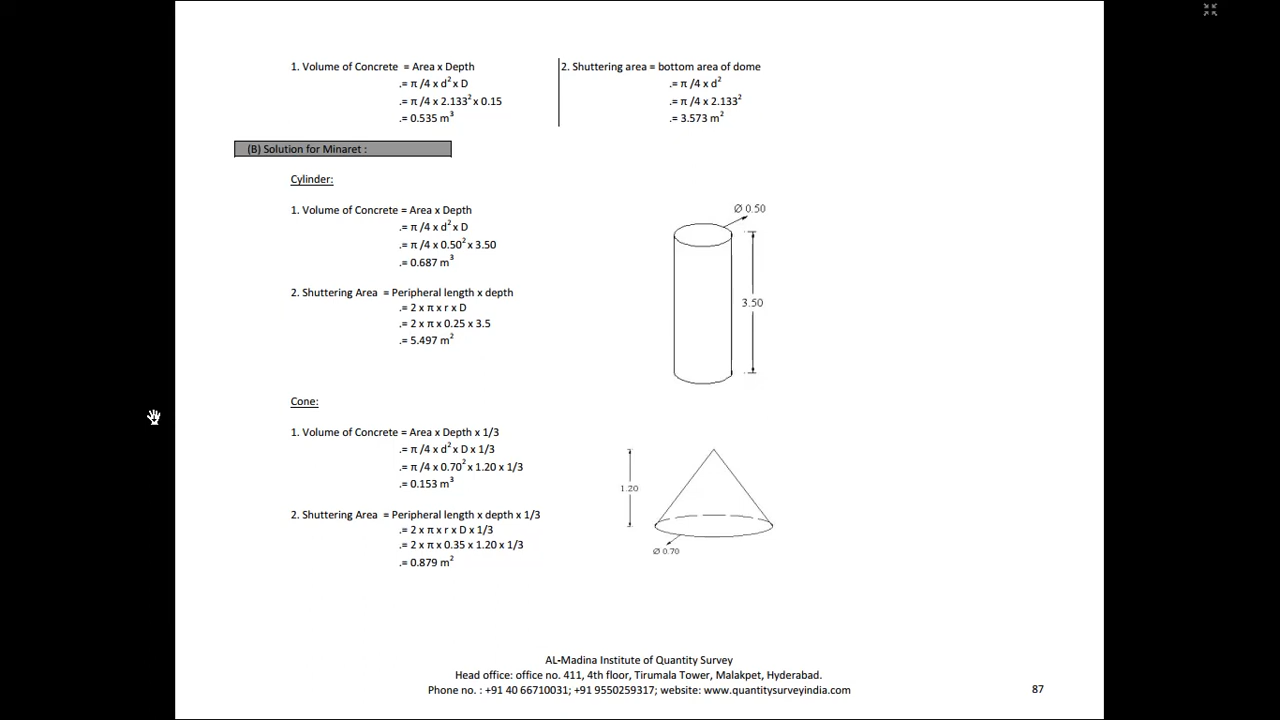 1. Volume of Concrete = Area x Depth
.= π /4 x d² x D
.= π /4 x 2.133² x 0.15
.= 0.535 m³
2. Shuttering area = bottom area of dome
.= π /4 x d²
.= π /4 x 2.133²
.= 3.573 m²
(B) Solution for Minaret :
Cylinder:
1. Volume of Concrete = Area x Depth
.= π /4 x d² x D
.= π /4 x 0.50² x 3.50
.= 0.687 m³
2. Shuttering Area = Peripheral length x depth
.= 2 x π x r x D
.= 2 x π x 0.25 x 3.5
.= 5.497 m²
Ø 0.50
3.50
Cone:
1. Volume of Concrete = Area x Depth x 1/3
.= π /4 x d² x D x 1/3
.= π /4 x 0.70² x 1.20 x 1/3
.= 0.153 m³
2. Shuttering Area = Peripheral length x depth x 1/3
.= 2 x π x r x D x 1/3
.= 2 x π x 0.35 x 1.20 x 1/3
.= 0.879 m²
1.20
Ø 0.70
AL-Madina Institute of Quantity Survey
Head office: office no. 411, 4th floor, Tirumala Tower, Malakpet, Hyderabad.
Phone no. : +91 40 66710031; +91 9550259317; website: www.quantitysurveyindia.com
87